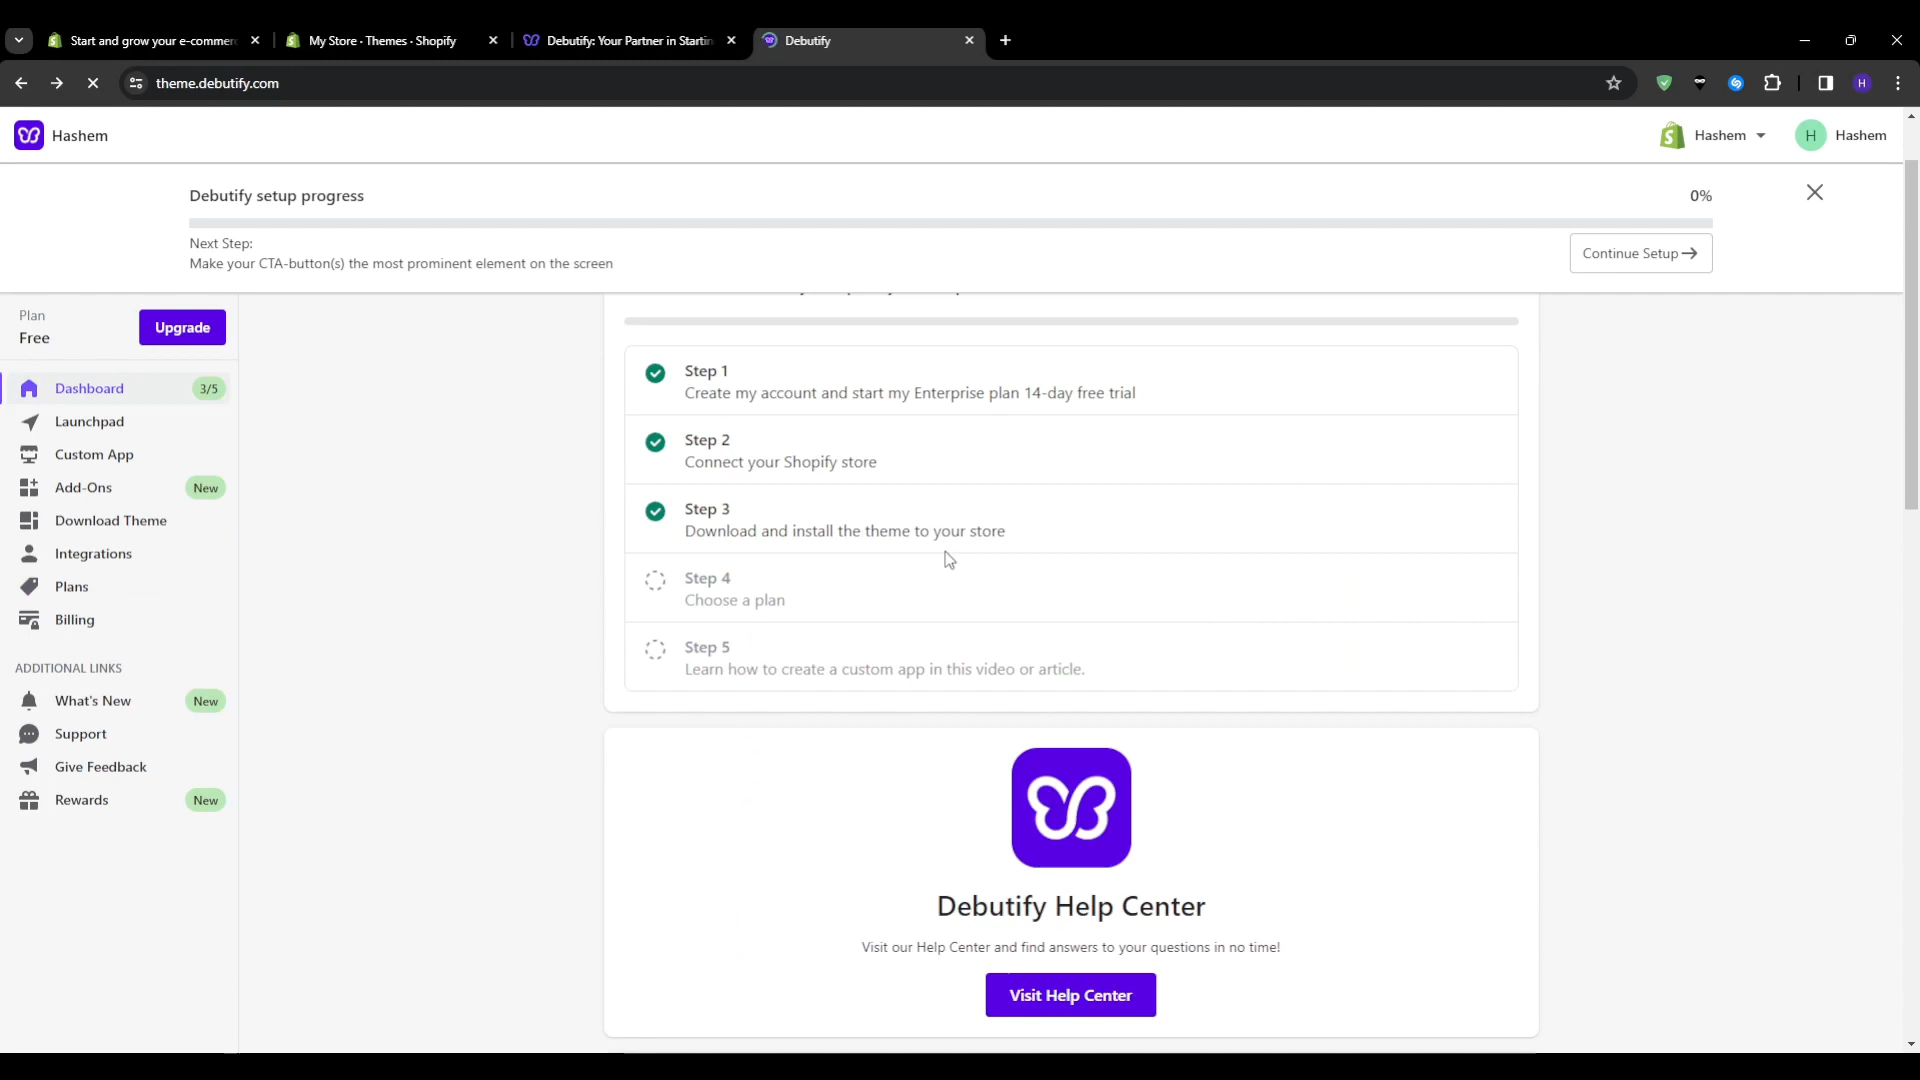 Start and grow your e-commer
My Store · Themes · Shopify
Debutify: Your Partner in Startin
Debutify
theme.debutify.com
H
Hashem
Hashem
H
Hashem
Debutify setup progress
0%
Next Step:
Make your CTA-button(s) the most prominent element on the screen
Continue Setup
Plan
Free
Upgrade
Dashboard
3/5
Launchpad
Custom App
Add-Ons
New
Download Theme
Integrations
Plans
Billing
ADDITIONAL LINKS
What's New
New
Support
Give Feedback
Rewards
New
Step 1
Create my account and start my Enterprise plan 14-day free trial
Step 2
Connect your Shopify store
Step 3
Download and install the theme to your store
Step 4
Choose a plan
Step 5
Learn how to create a custom app in this video or article.
Debutify Help Center
Visit our Help Center and find answers to your questions in no time!
Visit Help Center